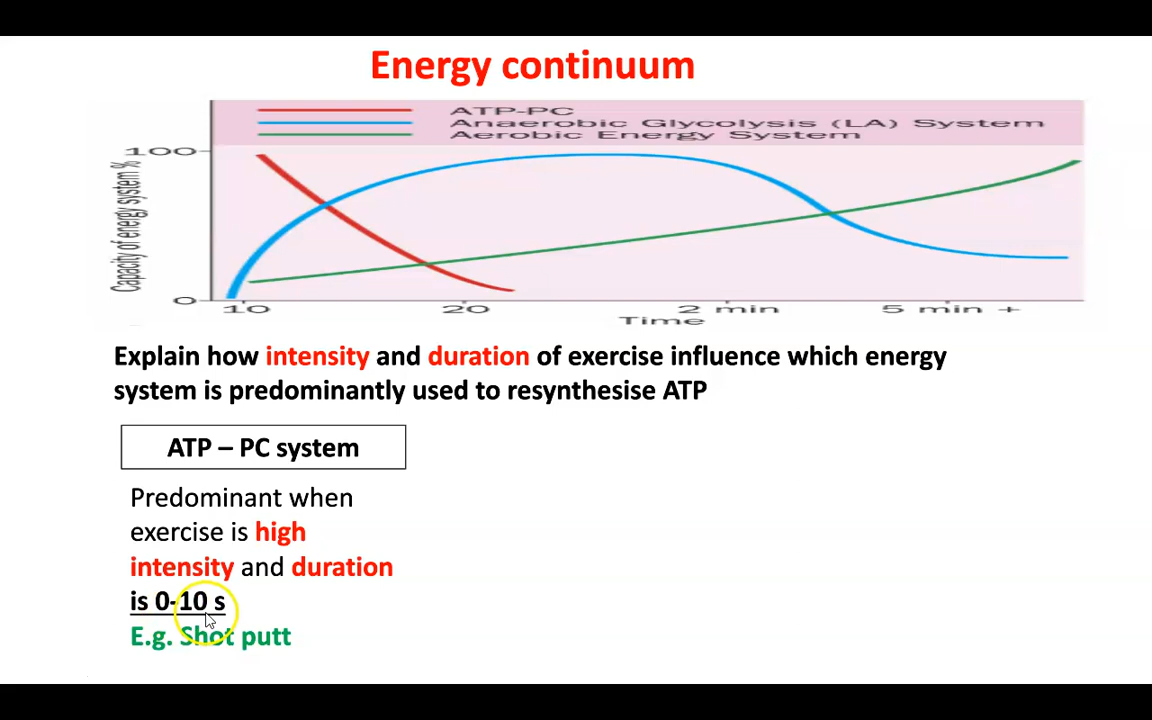 Energy continuum
ATP-PC
Anaerobic Glycolysis (LA) System
Aerobic Energy System
Capacity of energy system %
100
0
10
20
2 min
5 min +
Time
Explain how intensity and duration of exercise influence which energy
system is predominantly used to resynthesise ATP
ATP – PC system
Predominant when
exercise is high
intensity and duration
is 0-10 s
E.g. Shot putt